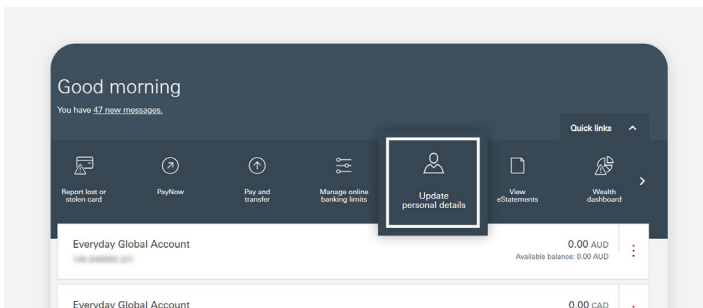 Good morning
You have 47 new messages.
Quick links
Report lost or
stolen card
PayNow
Pay and
transfer
Manage online
banking limits
Update
personal details
View
eStatements
Wealth
dashboard
Everyday Global Account
0.00 AUD
Available balance: 0.00 AUD
Everyday Global Account
0.00 CAD